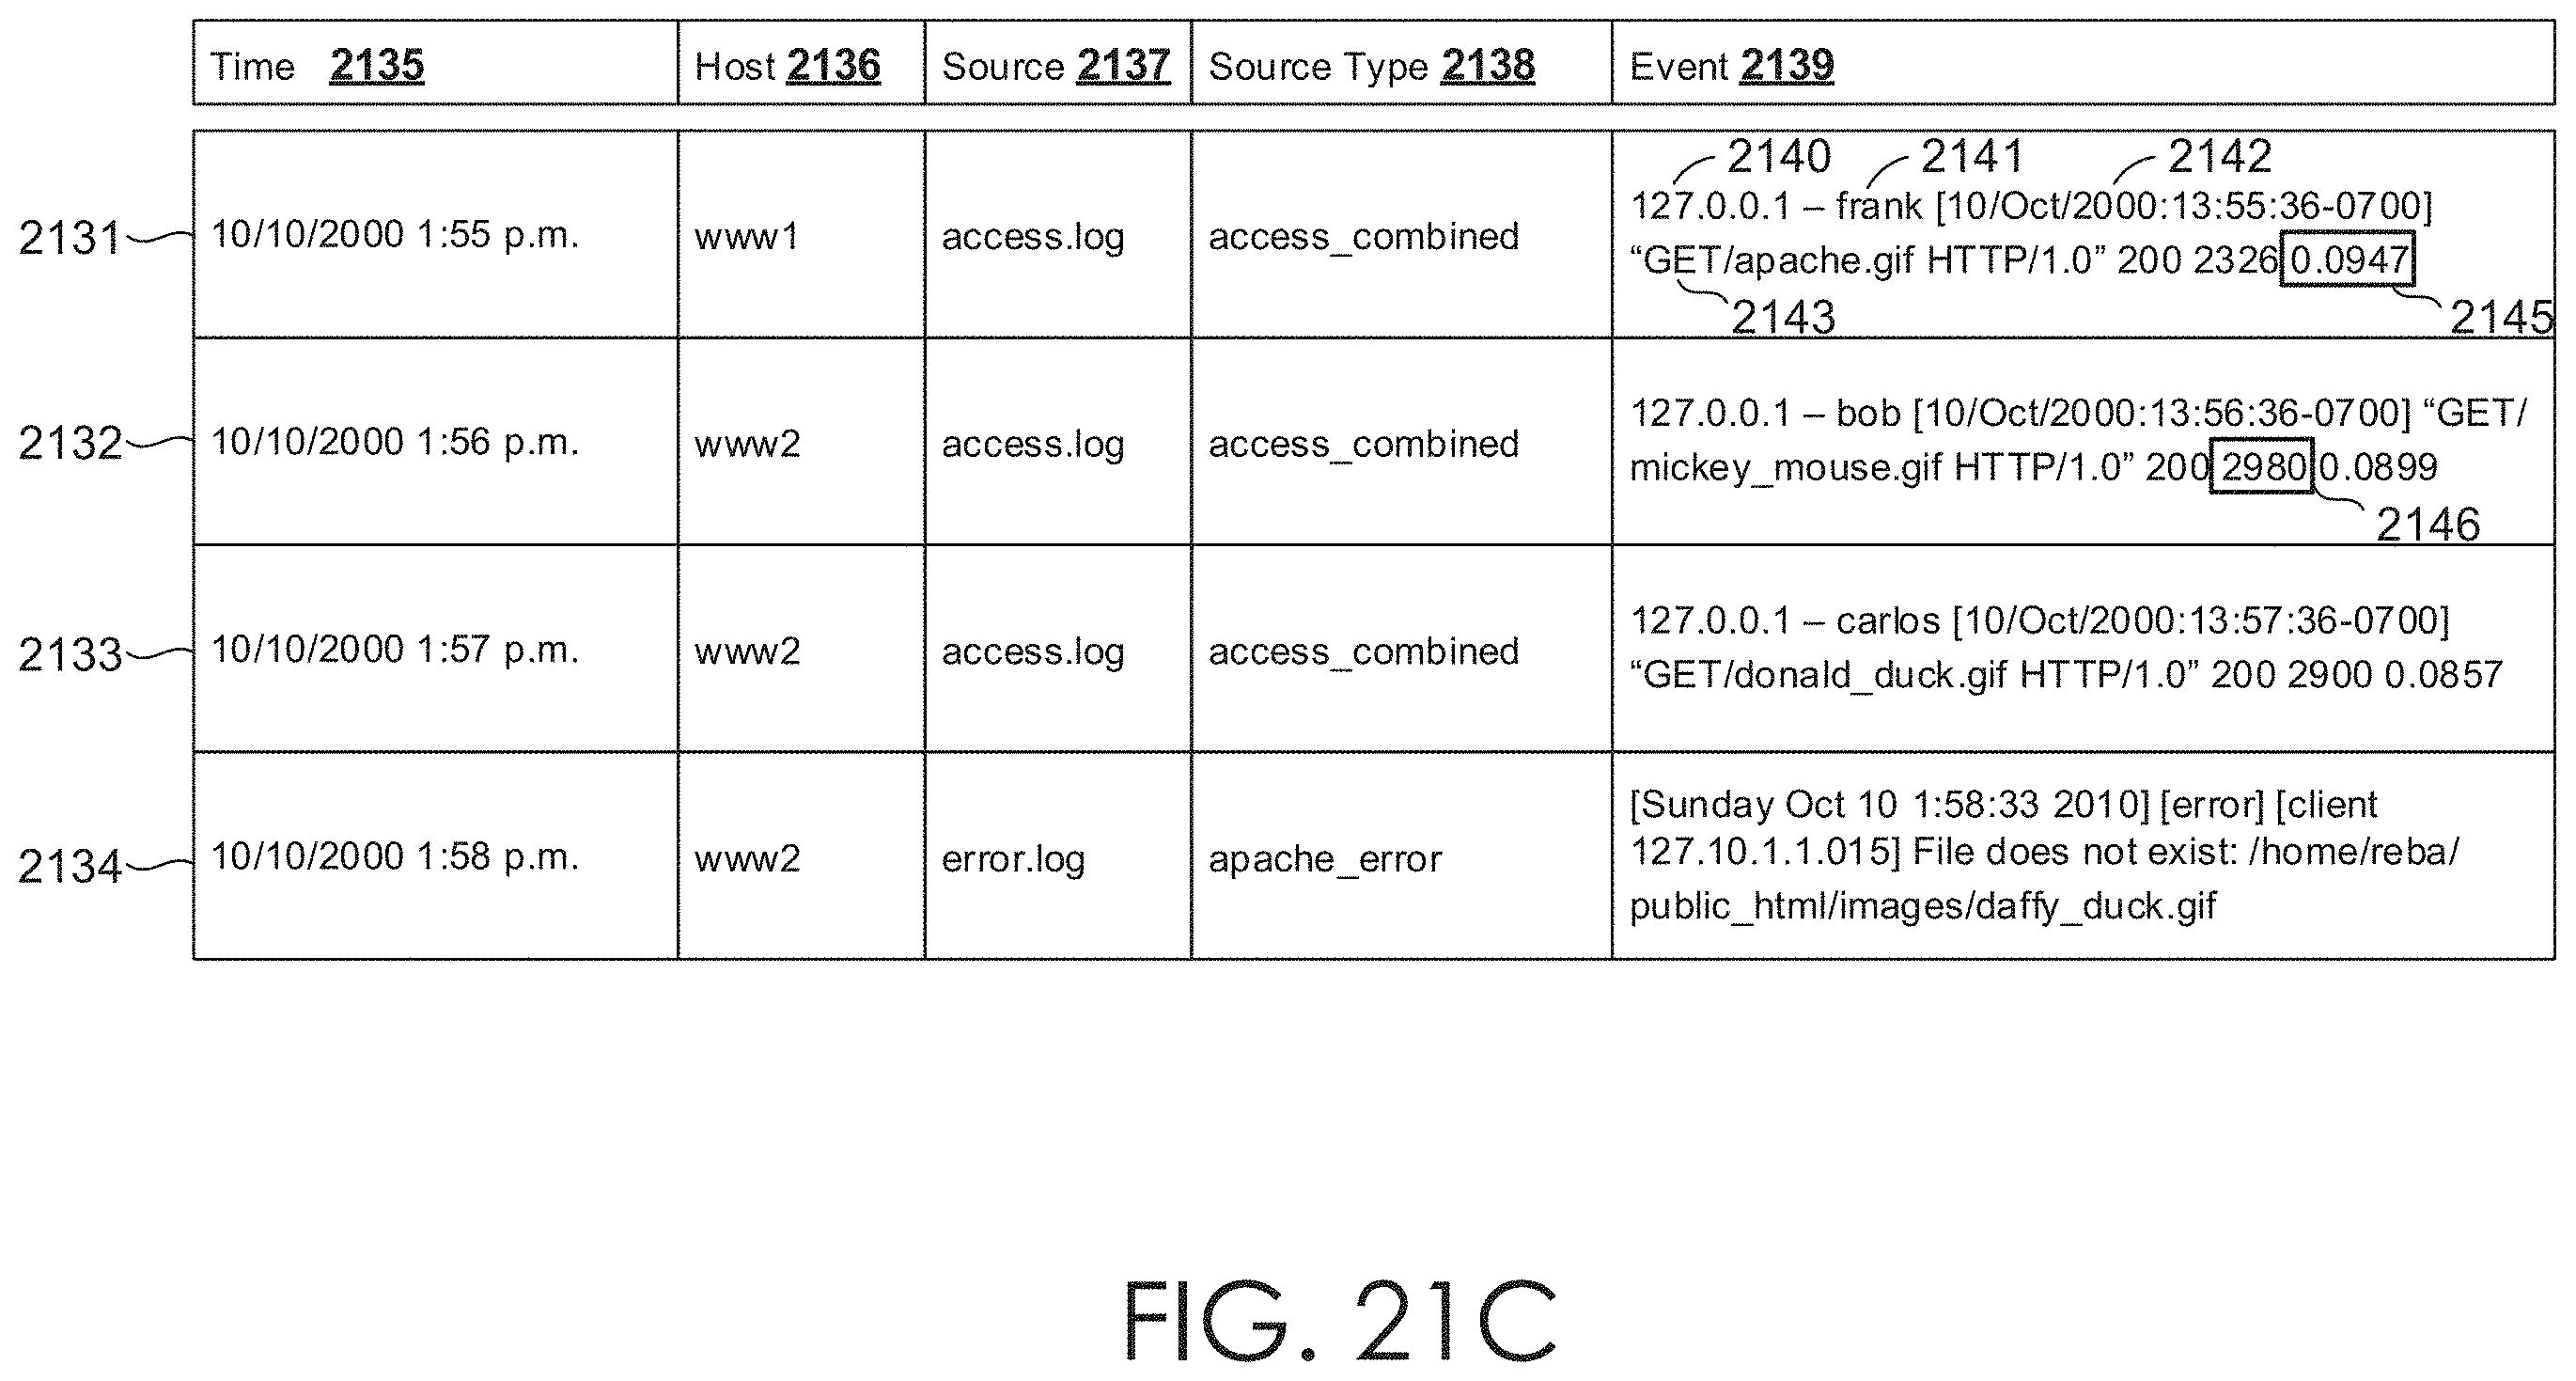 Time 2135 Host 2136 Source 2137 Source Type 2138 Event 2139
2140 2141 2142
2131 10/10/2000 1:55 p.m. www1 access.log access_combined 127.0.0.1 – frank [10/Oct/2000:13:55:36-0700]
“GET/apache.gif HTTP/1.0” 200 2326 0.0947
2143 2145
2132 10/10/2000 1:56 p.m. www2 access.log access_combined 127.0.0.1 – bob [10/Oct/2000:13:56:36-0700] “GET/
mickey_mouse.gif HTTP/1.0” 200 2980 0.0899
2146
2133 10/10/2000 1:57 p.m. www2 access.log access_combined 127.0.0.1 – carlos [10/Oct/2000:13:57:36-0700]
“GET/donald_duck.gif HTTP/1.0” 200 2900 0.0857
2134 10/10/2000 1:58 p.m. www2 error.log apache_error [Sunday Oct 10 1:58:33 2010] [error] [client
127.10.1.1.015] File does not exist: /home/reba/
public_html/images/daffy_duck.gif
FIG. 21C